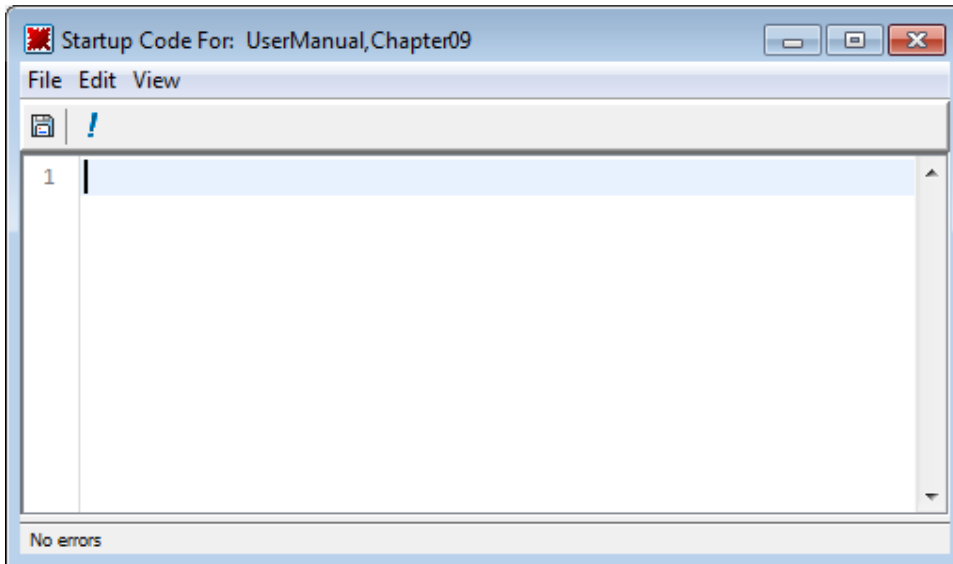 Startup Code For: UserManual,Chapter09
File Edit View
!
1
No errors